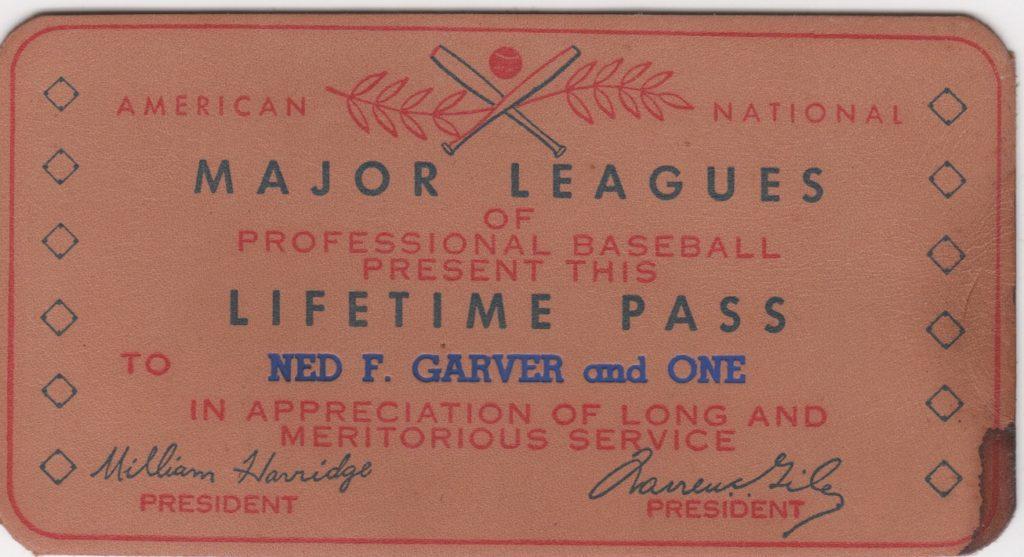 AMERICAN NATIONAL
MAJOR LEAGUES
OF
PROFESSIONAL BASEBALL
PRESENT THIS
LIFETIME PASS
TO NED F. GARVER and ONE
IN APPRECIATION OF LONG AND
MERITORIOUS SERVICE
William Harridge Warren C. Giles
PRESIDENT PRESIDENT